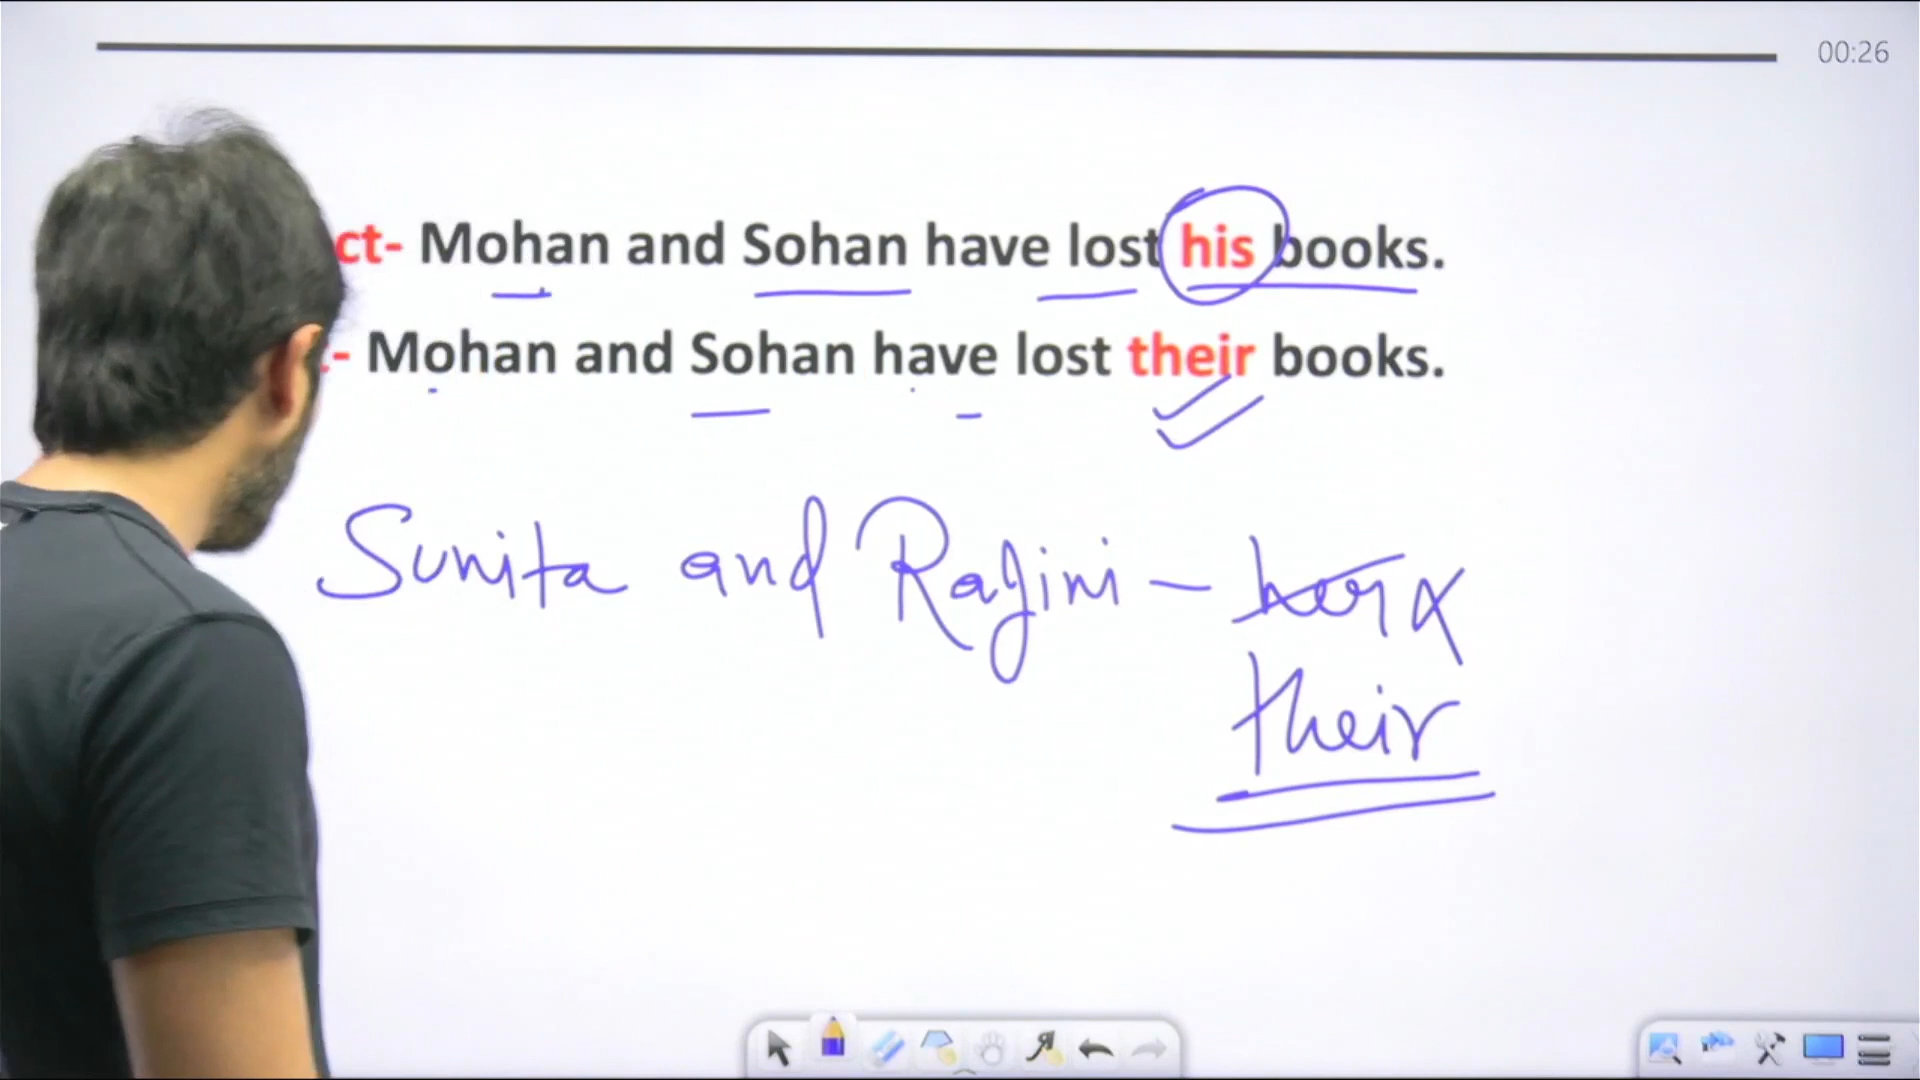 00:26
ct- Mohan and Sohan have lost his books.
- Mohan and Sohan have lost their books.
Sunita and Rajini - her x
their